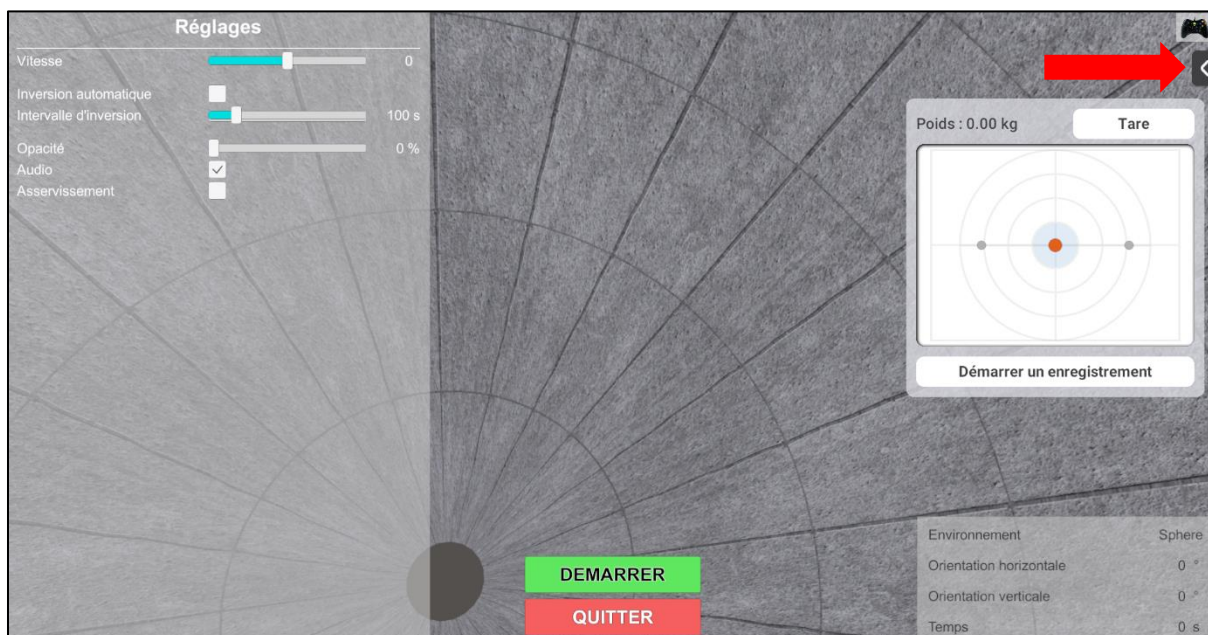 Réglages
Vitesse 0
Inversion automatique
Intervalle d'inversion 100 s
Opacité 0 %
Audio
Asservissement
Poids : 0.00 kg Tare
Démarrer un enregistrement
DEMARRER
QUITTER
Environnement Sphere
Orientation horizontale 0 °
Orientation verticale 0 °
Temps 0 s